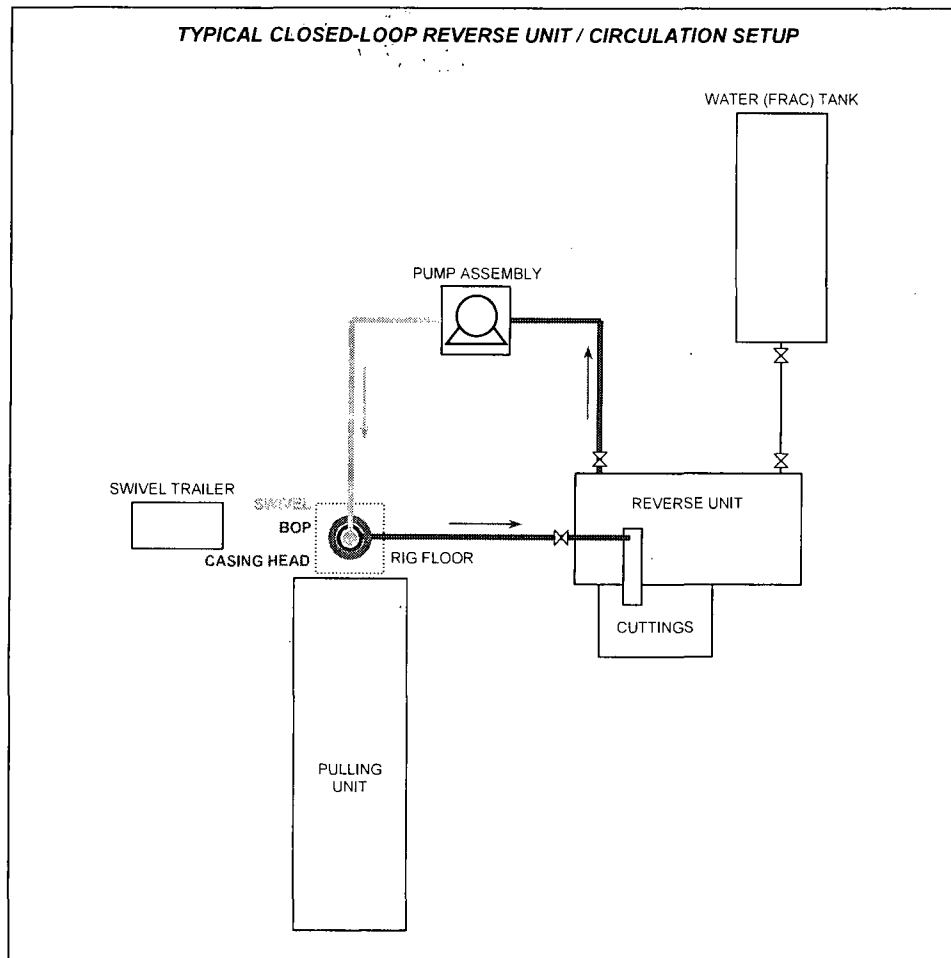 TYPICAL CLOSED-LOOP REVERSE UNIT / CIRCULATION SETUP
WATER (FRAC) TANK
PUMP ASSEMBLY
SWIVEL TRAILER
SWIVEL
BOP
CASING HEAD
RIG FLOOR
REVERSE UNIT
CUTTINGS
PULLING
UNIT